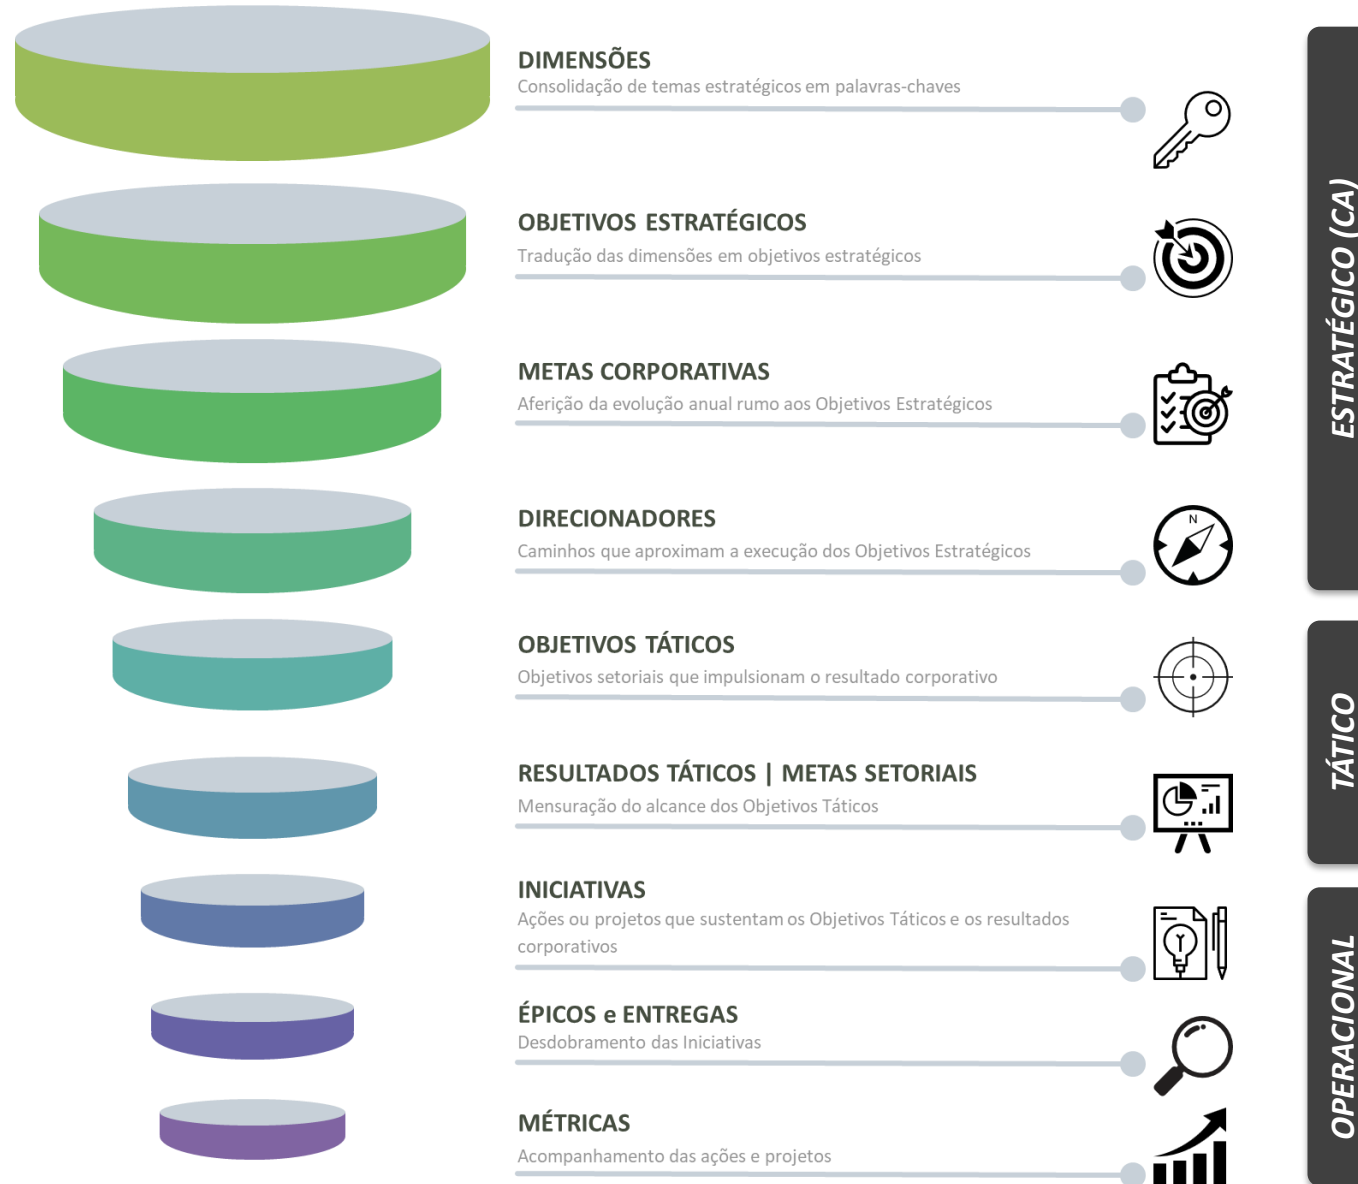 DIMENSÕES
Consolidação de temas estratégicos em palavras-chaves
OBJETIVOS ESTRATÉGICOS
Tradução das dimensões em objetivos estratégicos
METAS CORPORATIVAS
Aferição da evolução anual rumo aos Objetivos Estratégicos
DIRECIONADORES
N
Caminhos que aproximam a execução dos Objetivos Estratégicos
ESTRATÉGICO (CA)
OBJETIVOS TÁTICOS
Objetivos setoriais que impulsionam o resultado corporativo
RESULTADOS TÁTICOS | METAS SETORIAIS
Mensuração do alcance dos Objetivos Táticos
TÁTICO
INICIATIVAS
Ações ou projetos que sustentam os Objetivos Táticos e os resultados
corporativos
ÉPICOS e ENTREGAS
Desdobramento das Iniciativas
MÉTRICAS
Acompanhamento das ações e projetos
OPERACIONAL